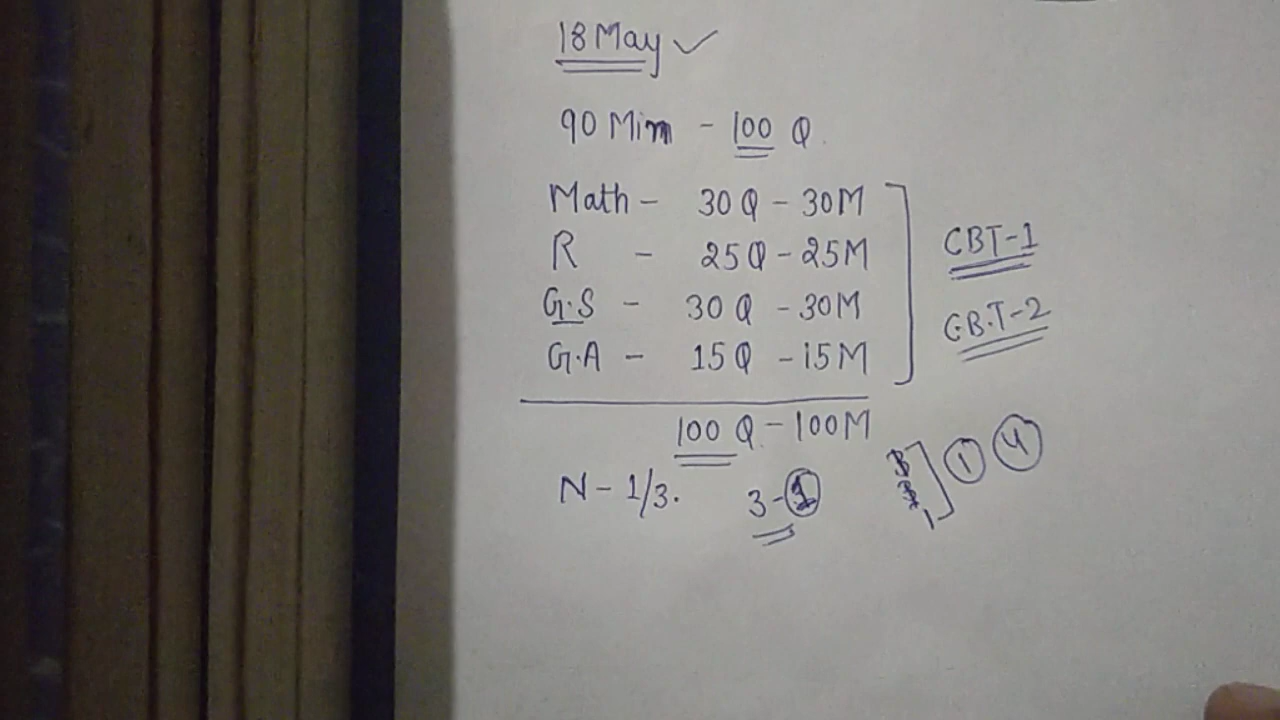 18 May ✓
90 Min - 100 Q.
Math - 30 Q - 30 M
R - 25 Q - 25 M
G.S - 30 Q - 30 M
G.A - 15 Q - 15 M
CBT-1
C.B.T-2
100 Q - 100 M
N - 1/3. 3-1
1 4